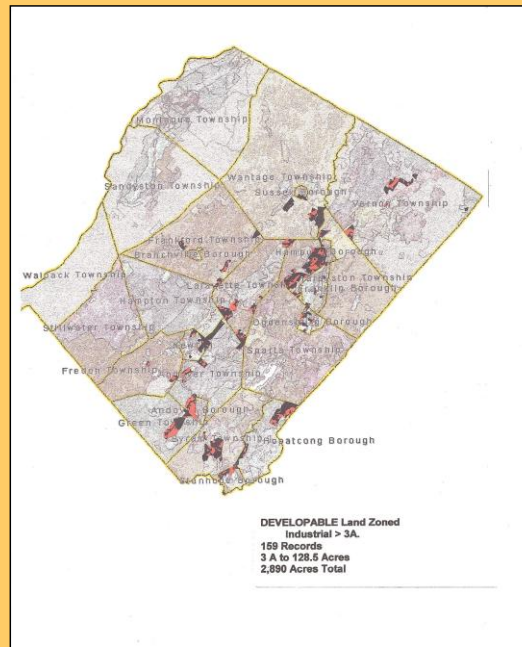 Montague Township
Sandyston Township
Wantage Township
Sussex Borough
Vernon Township
Frankford Township
Branchville Borough
Walpack Township
Lafayette
Hampton Township
Franklin Borough
Stillwater Township
Ogdensburg Borough
Sparta Township
Fredon Township
Township
Borough
Green Township
Hopatcong Borough
Stanhope Borough
DEVELOPABLE Land Zoned
Industrial > 3A.
159 Records
3 A to 128.5 Acres
2,890 Acres Total